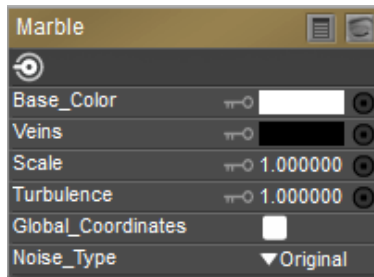 Marble
Base_Color
Veins
Scale 1.000000
Turbulence 1.000000
Global_Coordinates
Noise_Type Original